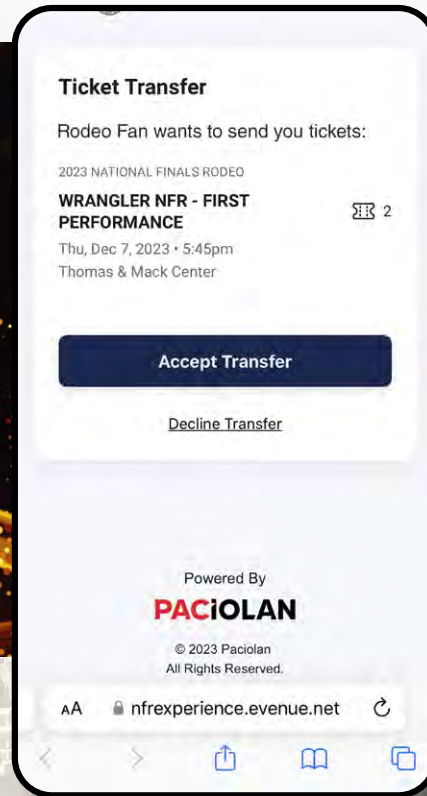 Ticket Transfer
Rodeo Fan wants to send you tickets:
2023 NATIONAL FINALS RODEO
WRANGLER NFR - FIRST
PERFORMANCE
2
Thu, Dec 7, 2023 • 5:45pm
Thomas & Mack Center
Accept Transfer
Decline Transfer
Powered By
PACiOLAN
© 2023 Paciolan
All Rights Reserved.
AA nfrexperience.evenue.net